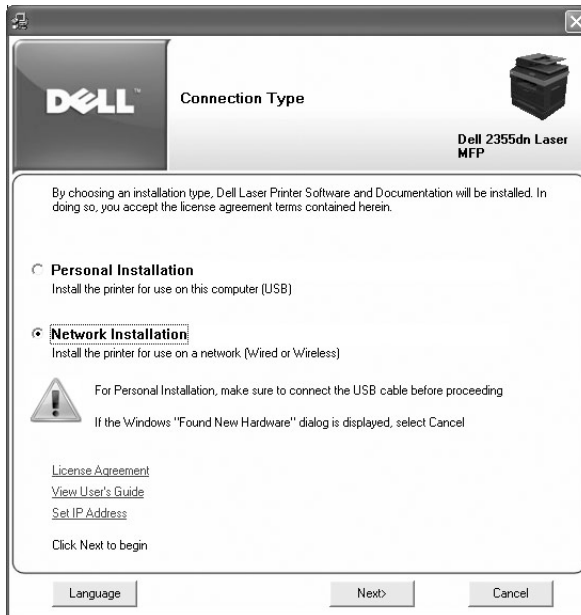 DELL™
Connection Type
Dell 2355dn Laser
MFP
By choosing an installation type, Dell Laser Printer Software and Documentation will be installed. In
doing so, you accept the license agreement terms contained herein.
Personal Installation
Install the printer for use on this computer (USB)
Network Installation
Install the printer for use on a network (Wired or Wireless)
For Personal Installation, make sure to connect the USB cable before proceeding
If the Windows "Found New Hardware" dialog is displayed, select Cancel
License Agreement
View User's Guide
Set IP Address
Click Next to begin
Language
Next>
Cancel